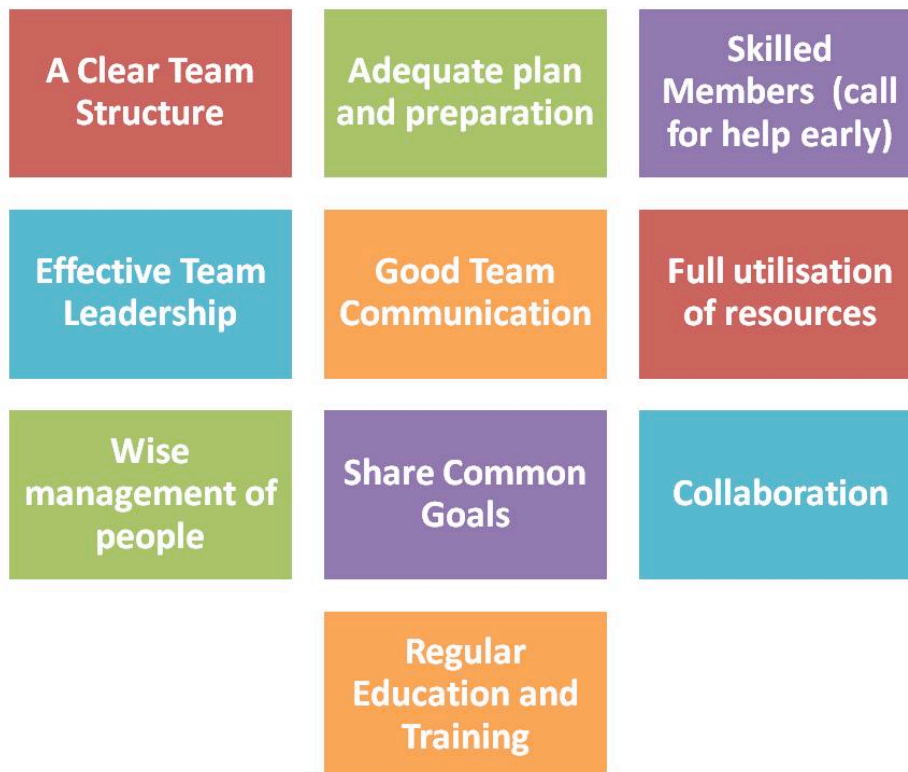 A Clear Team
Structure
Adequate plan
and preparation
Skilled
Members (call
for help early)
Effective Team
Leadership
Good Team
Communication
Full utilisation
of resources
Wise
management of
people
Share Common
Goals
Collaboration
Regular
Education and
Training